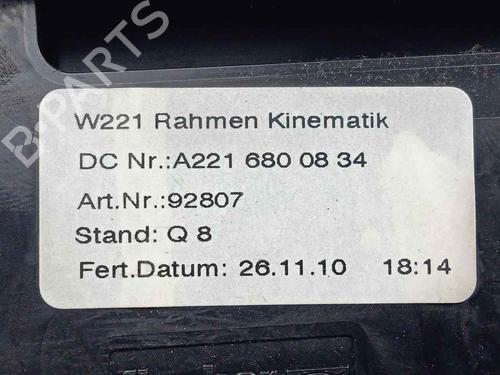 B-PARTS
W221 Rahmen Kinematik
DC Nr.:A221 680 08 34
Art.Nr.:92807
Stand: Q 8
Fert.Datum: 26.11.10 18:14